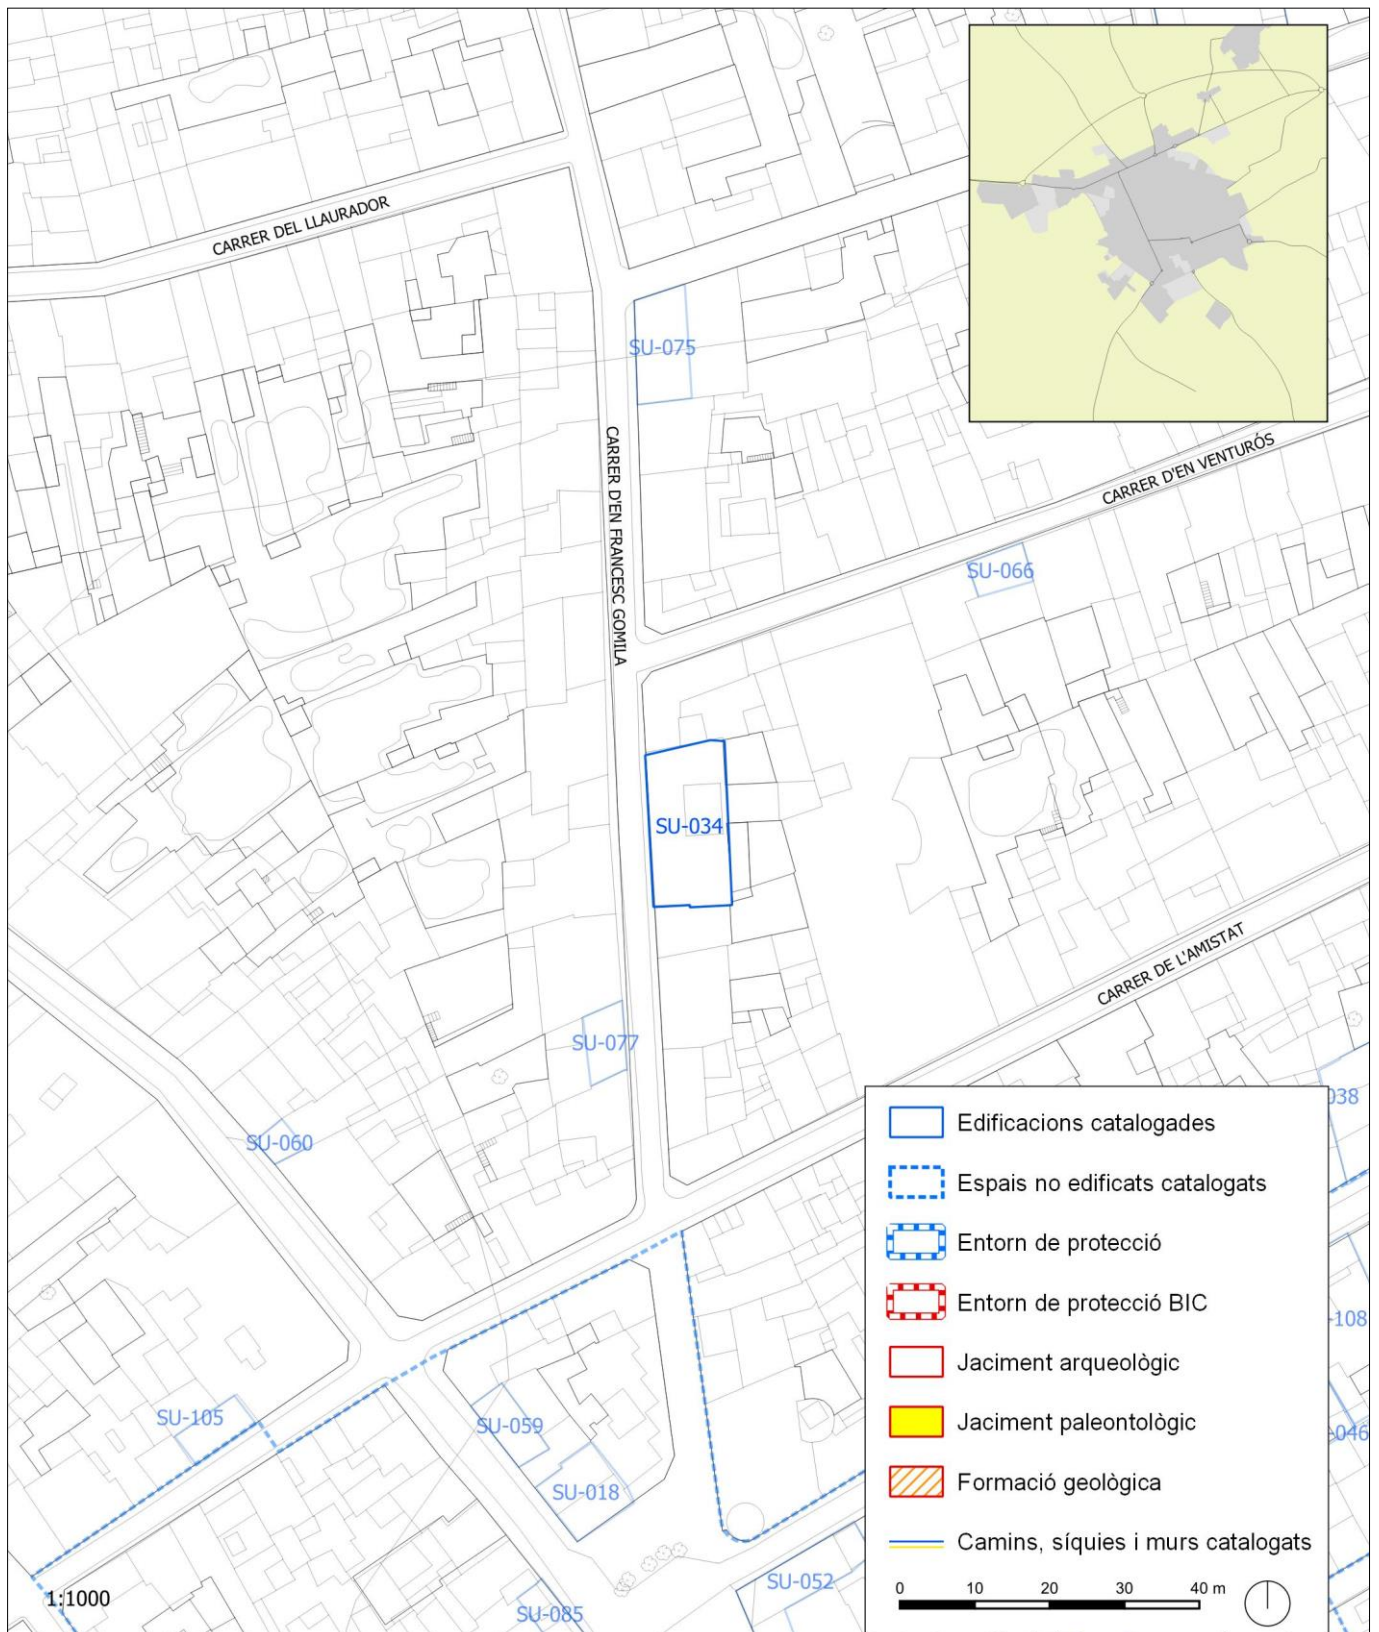 CARRER DEL LLAURADOR
SU-075
CARRER D'EN FRANCESC GOMILA
CARRER D'EN VENTURÓS
SU-066
SU-034
CARRER DE L'AMISTAT
SU-077
SU-060
038
-108
-046
SU-105
SU-059
SU-018
SU-052
SU-085
1:1000
Edificacions catalogades
Espais no edificats catalogats
Entorn de protecció
Entorn de protecció BIC
Jaciment arqueològic
Jaciment paleontològic
Formació geològica
Camins, síquies i murs catalogats
0 10 20 30 40 m